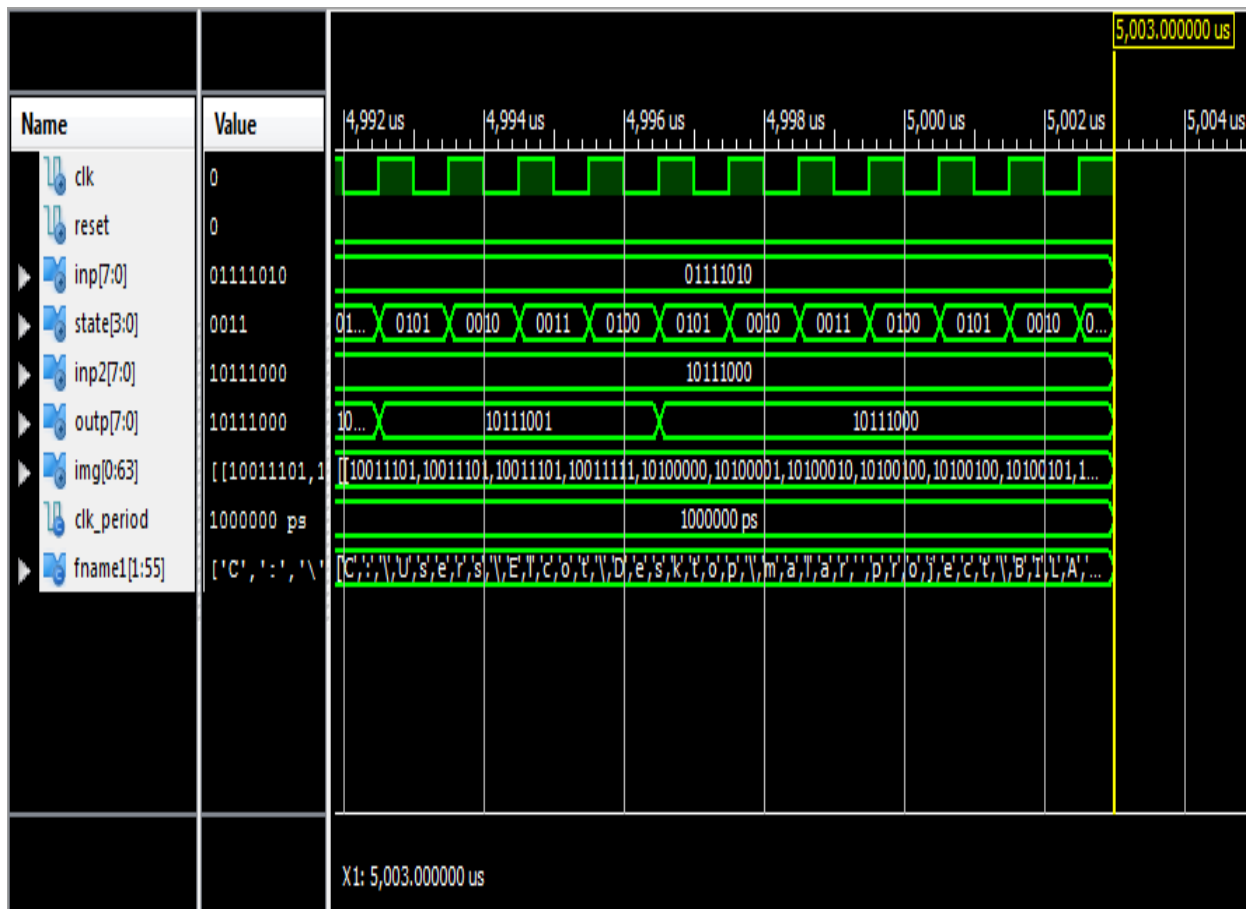 5,003.000000 us
Name Value 4,992 us 4,994 us 4,996 us 4,998 us 5,000 us 5,002 us 5,004 us
clk 0
reset 0
inp[7:0] 01111010 01111010
state[3:0] 0011 01... 0101 0010 0011 0100 0101 0010 0011 0100 0101 0010 0...
inp2[7:0] 10111000 10111000
outp[7:0] 10111000 10... 10111001 10111000
img[0:63] [[10011101,1 [[10011101,10011101,10011101,10011111,10100000,10100001,10100010,10100100,10100100,10100101,1...
clk_period 1000000 ps 1000000 ps
fname1[1:55] ['C',':','\' ['C',':','\','U','s','e','r','s','\','E','l','c','o','t','\','D','e','s','k','t','o','p','\','m','a','l','a','r',' ','p','r','o','j','e','c','t','\','B','I','L','A','...
X1: 5,003.000000 us